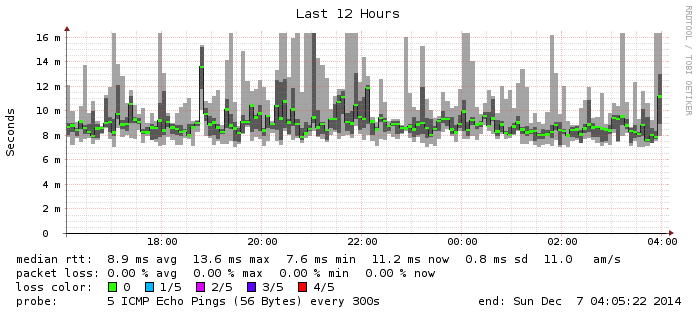 Last 12 Hours
RRDTOOL / TOBI OETIKER
Seconds
16 m
14 m
12 m
10 m
8 m
6 m
4 m
2 m
0
18:00 20:00 22:00 00:00 02:00 04:00
median rtt: 8.9 ms avg 13.6 ms max 7.6 ms min 11.2 ms now 0.8 ms sd 11.0 am/s
packet loss: 0.00 % avg 0.00 % max 0.00 % min 0.00 % now
loss color: 0 1/5 2/5 3/5 4/5
probe: 5 ICMP Echo Pings (56 Bytes) every 300s end: Sun Dec 7 04:05:22 2014